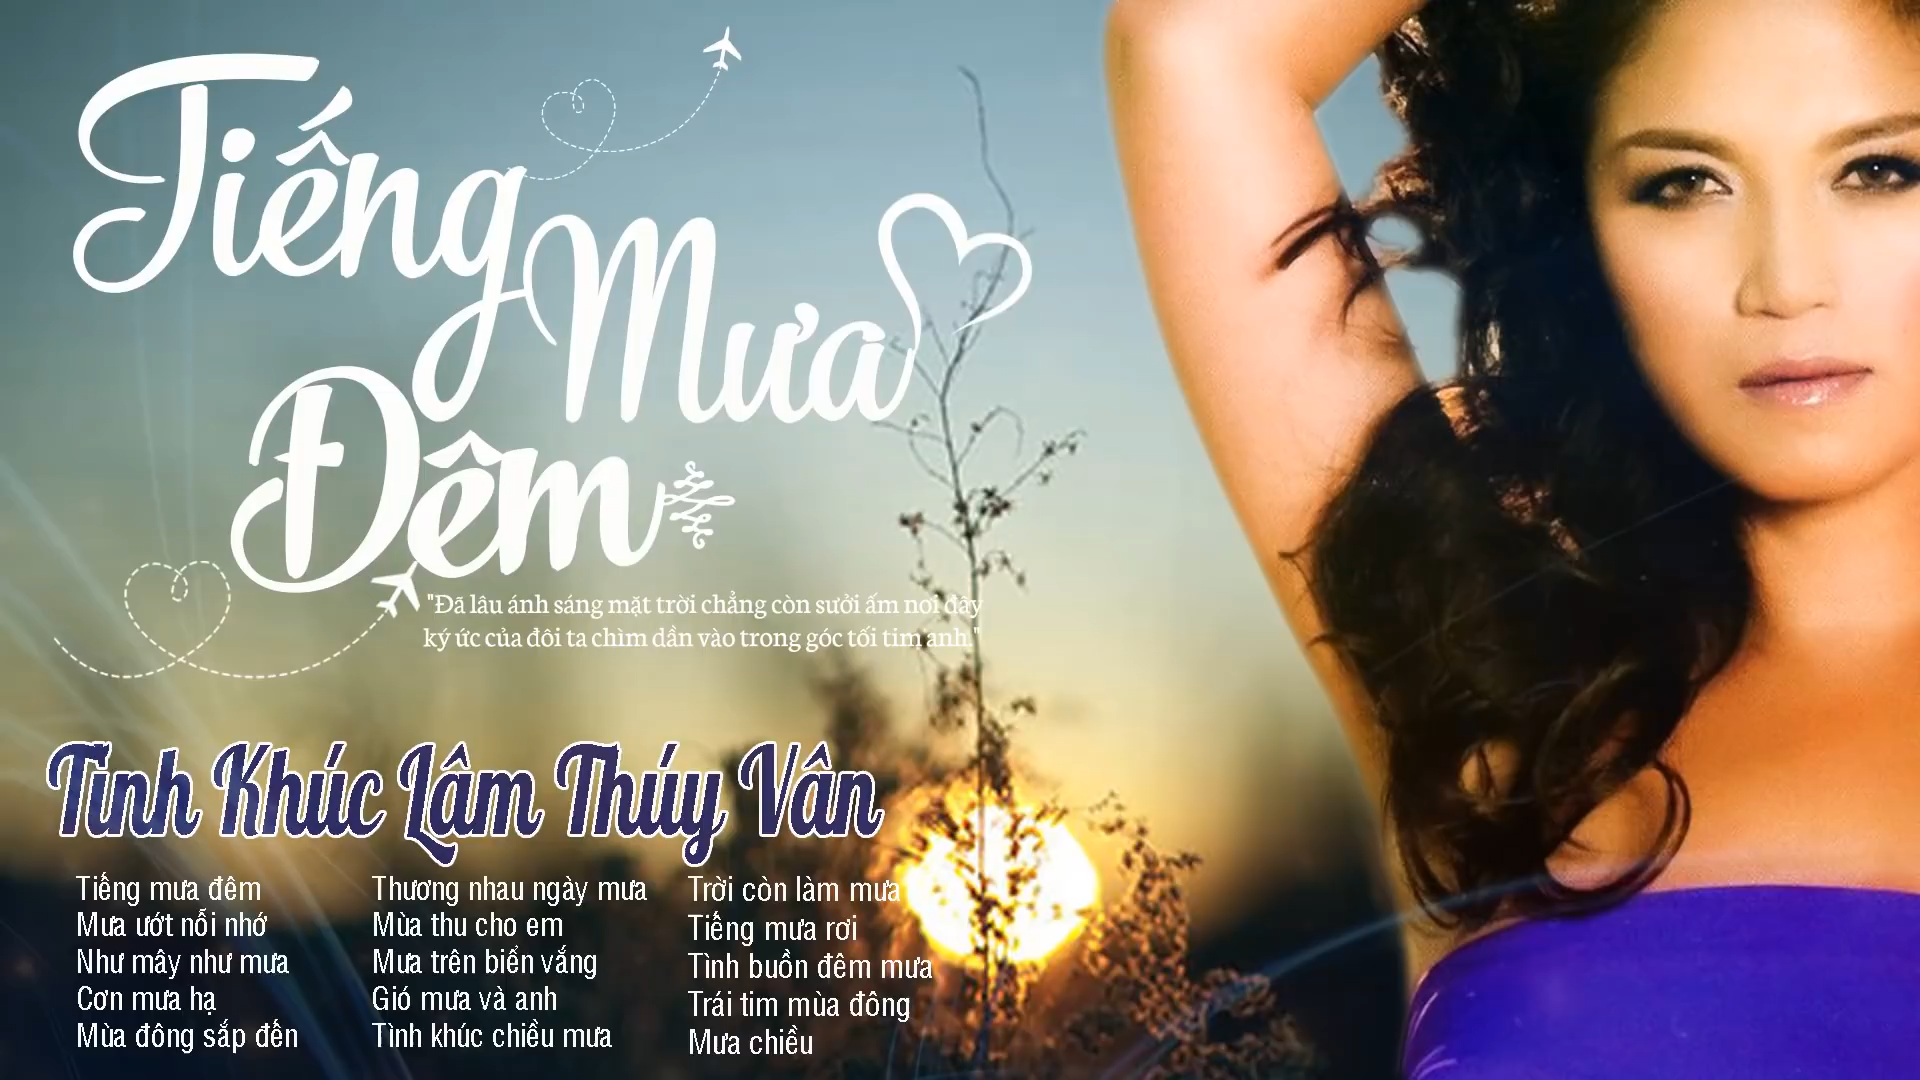 Tiếng Mưa
Đêm
"Đã lâu ánh sáng mặt trời chẳng còn sưởi ấm nơi đây
ký ức của đôi ta chìm dần vào trong góc tối tim anh."
Tình Khúc Lâm Thúy Vân
Tiếng mưa đêm
Mưa ướt nỗi nhớ
Như mây như mưa
Cơn mưa hạ
Mùa đông sắp đến
Thương nhau ngày mưa
Mùa thu cho em
Mưa trên biển vắng
Gió mưa và anh
Tình khúc chiều mưa
Trời còn làm mưa
Tiếng mưa rơi
Tình buồn đêm mưa
Trái tim mùa đông
Mưa chiều